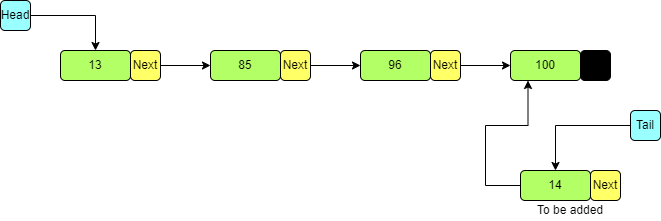 Head
13 Next 85 Next 96 Next 100
Tail
14 Next
To be added